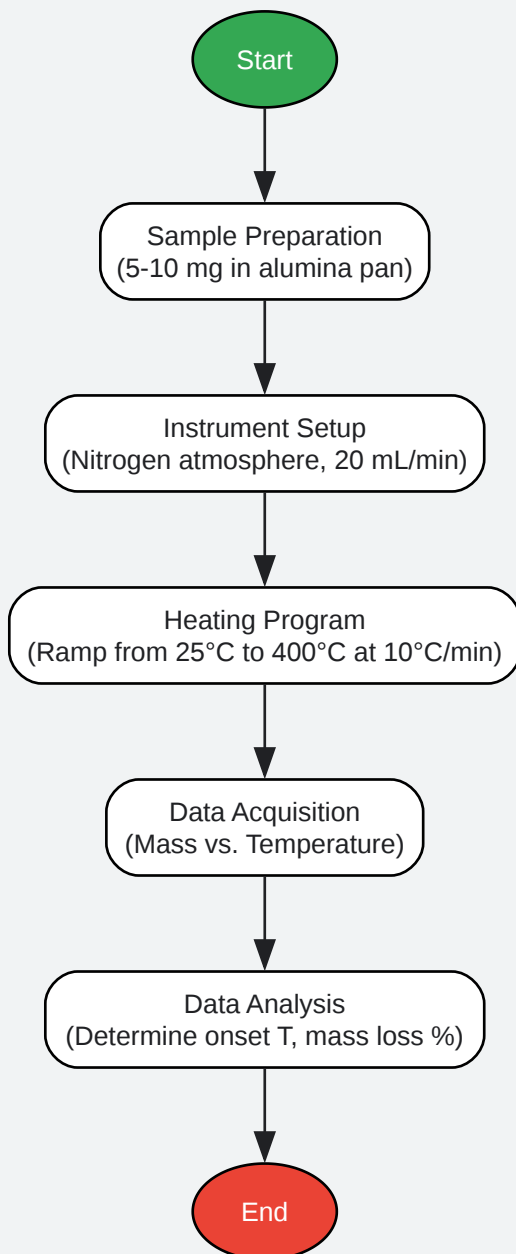 Start
Sample Preparation
(5-10 mg in alumina pan)
Instrument Setup
(Nitrogen atmosphere, 20 mL/min)
Heating Program
(Ramp from 25°C to 400°C at 10°C/min)
Data Acquisition
(Mass vs. Temperature)
Data Analysis
(Determine onset T, mass loss %)
End